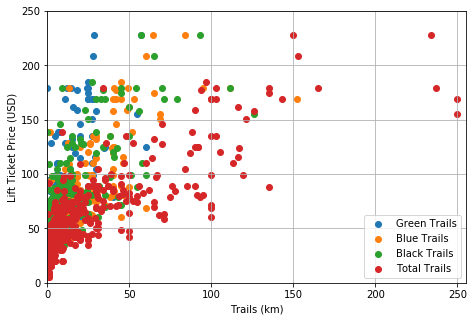 250
200
150
100
50
0
Lift Ticket Price (USD)
0
50
100
150
200
250
Trails (km)
Green Trails
Blue Trails
Black Trails
Total Trails